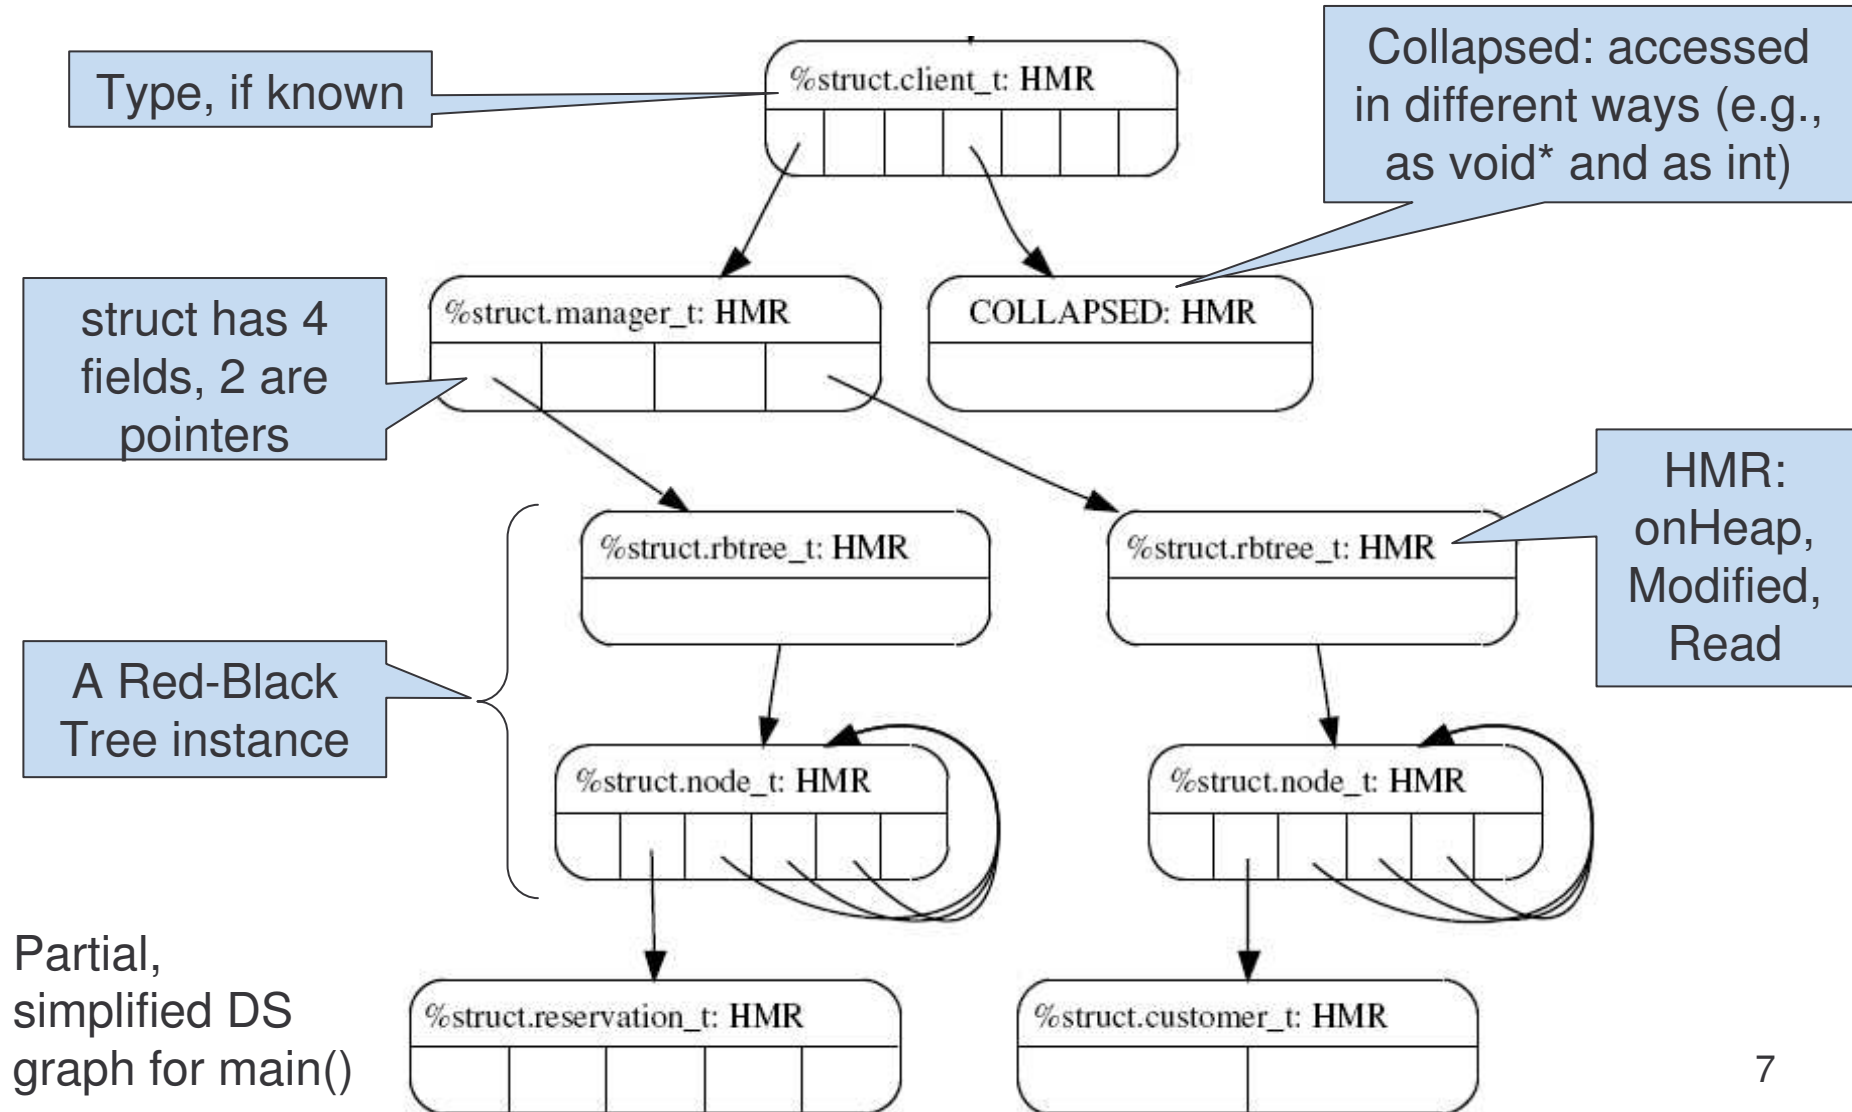 Type, if known
%struct.client_t: HMR
Collapsed: accessed
in different ways (e.g.,
as void* and as int)
struct has 4
fields, 2 are
pointers
%struct.manager_t: HMR
COLLAPSED: HMR
HMR:
onHeap,
Modified,
Read
%struct.rbtree_t: HMR
%struct.rbtree_t: HMR
A Red-Black
Tree instance
%struct.node_t: HMR
%struct.node_t: HMR
Partial,
simplified DS
graph for main()
%struct.reservation_t: HMR
%struct.customer_t: HMR
7